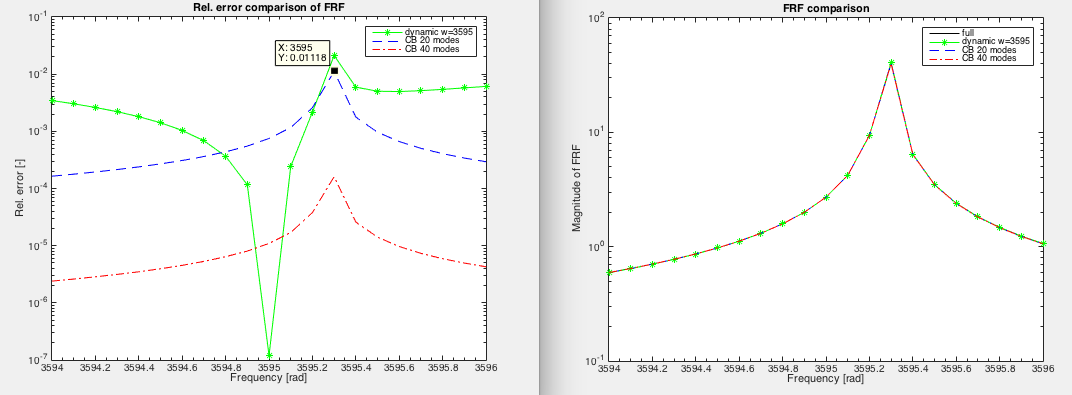 Rel. error comparison of FRF
10^-1
10^-2
10^-3
10^-4
10^-5
10^-6
10^-7
Rel. error [-]
X: 3595
Y: 0.01118
dynamic w=3595
CB 20 modes
CB 40 modes
3594 3594.2 3594.4 3594.6 3594.8 3595 3595.2 3595.4 3595.6 3595.8 3596
Frequency [rad]
FRF comparison
10^2
10^1
10^0
10^-1
Magnitude of FRF
full
dynamic w=3595
CB 20 modes
CB 40 modes
3594 3594.2 3594.4 3594.6 3594.8 3595 3595.2 3595.4 3595.6 3595.8 3596
Frequency [rad]